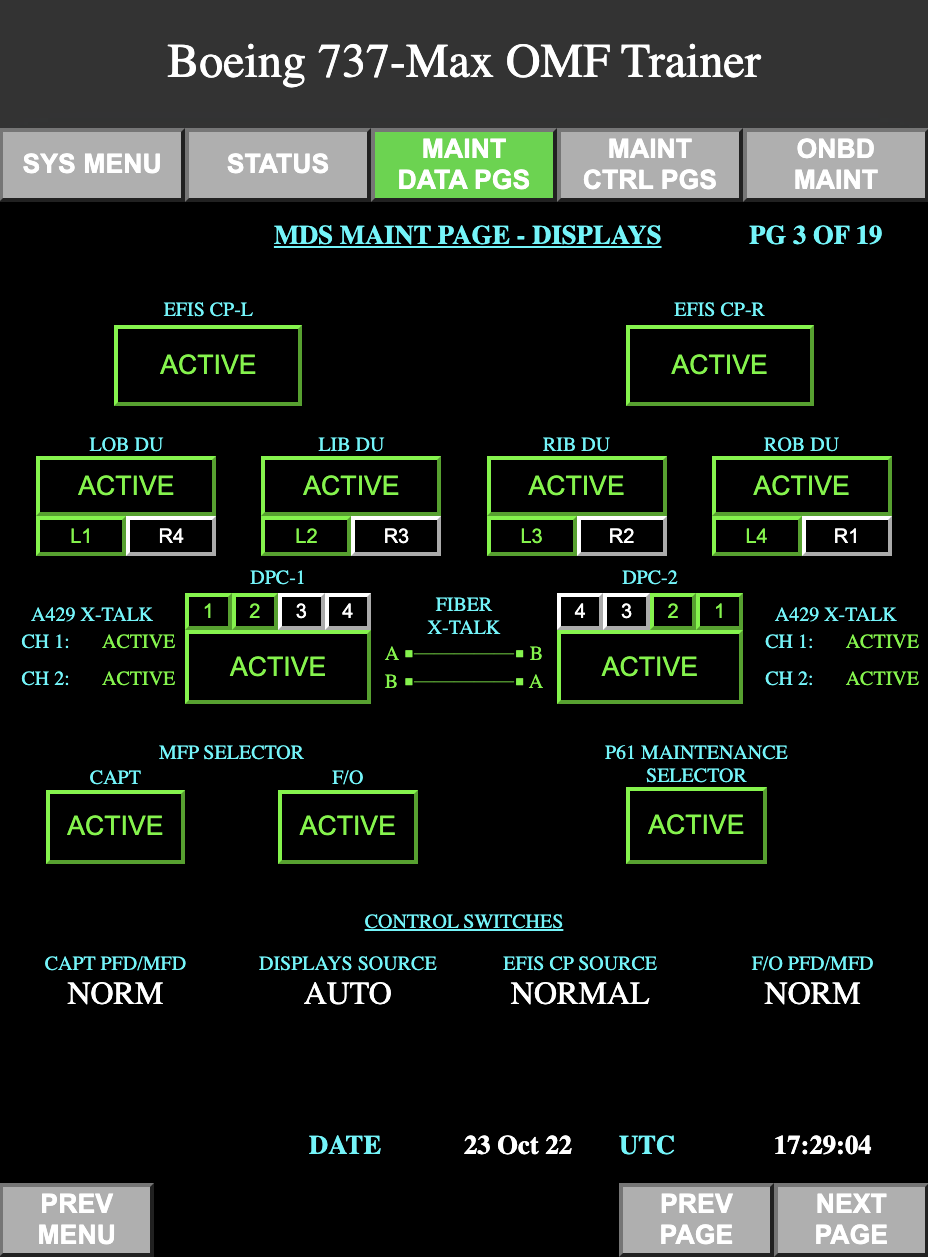 Boeing 737-Max OMF Trainer
SYS MENU
STATUS
MAINT
DATA PGS
MAINT
CTRL PGS
ONBD
MAINT
MDS MAINT PAGE - DISPLAYS
PG 3 OF 19
EFIS CP-L
ACTIVE
EFIS CP-R
ACTIVE
LOB DU
ACTIVE
L1 R4
LIB DU
ACTIVE
L2 R3
RIB DU
ACTIVE
L3 R2
ROB DU
ACTIVE
L4 R1
A429 X-TALK
CH 1: ACTIVE
CH 2: ACTIVE
DPC-1
1 2 3 4
ACTIVE
FIBER
X-TALK
A B
B A
DPC-2
4 3 2 1
ACTIVE
A429 X-TALK
CH 1: ACTIVE
CH 2: ACTIVE
MFP SELECTOR
CAPT
ACTIVE
F/O
ACTIVE
P61 MAINTENANCE
SELECTOR
ACTIVE
CONTROL SWITCHES
CAPT PFD/MFD
NORM
DISPLAYS SOURCE
AUTO
EFIS CP SOURCE
NORMAL
F/O PFD/MFD
NORM
DATE 23 Oct 22 UTC 17:29:04
PREV
MENU
PREV
PAGE
NEXT
PAGE